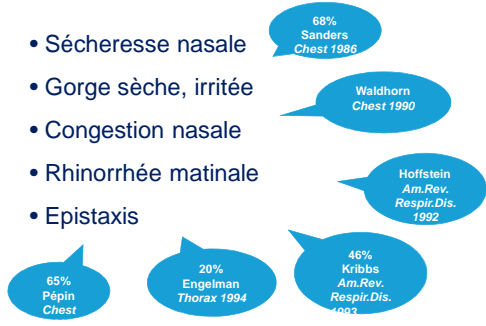 • Sécheresse nasale
• Gorge sèche, irritée
• Congestion nasale
• Rhinorrhée matinale
• Epistaxis
68%
Sanders
Chest 1986
Waldhorn
Chest 1990
Hoffstein
Am.Rev.
Respir.Dis.
1992
65%
Pépin
Chest
20%
Engelman
Thorax 1994
46%
Kribbs
Am.Rev.
Respir.Dis.
1993